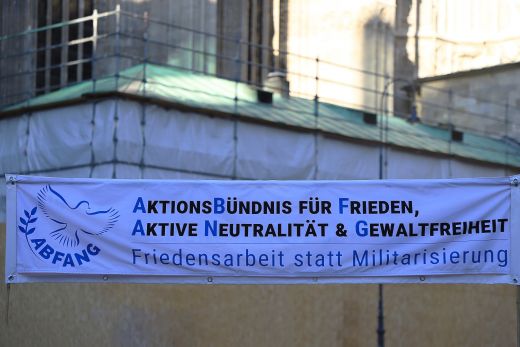 AKTIONSBÜNDNIS FÜR FRIEDEN,
AKTIVE NEUTRALITÄT & GEWALTFREIHEIT
Friedensarbeit statt Militarisierung
ABFANG